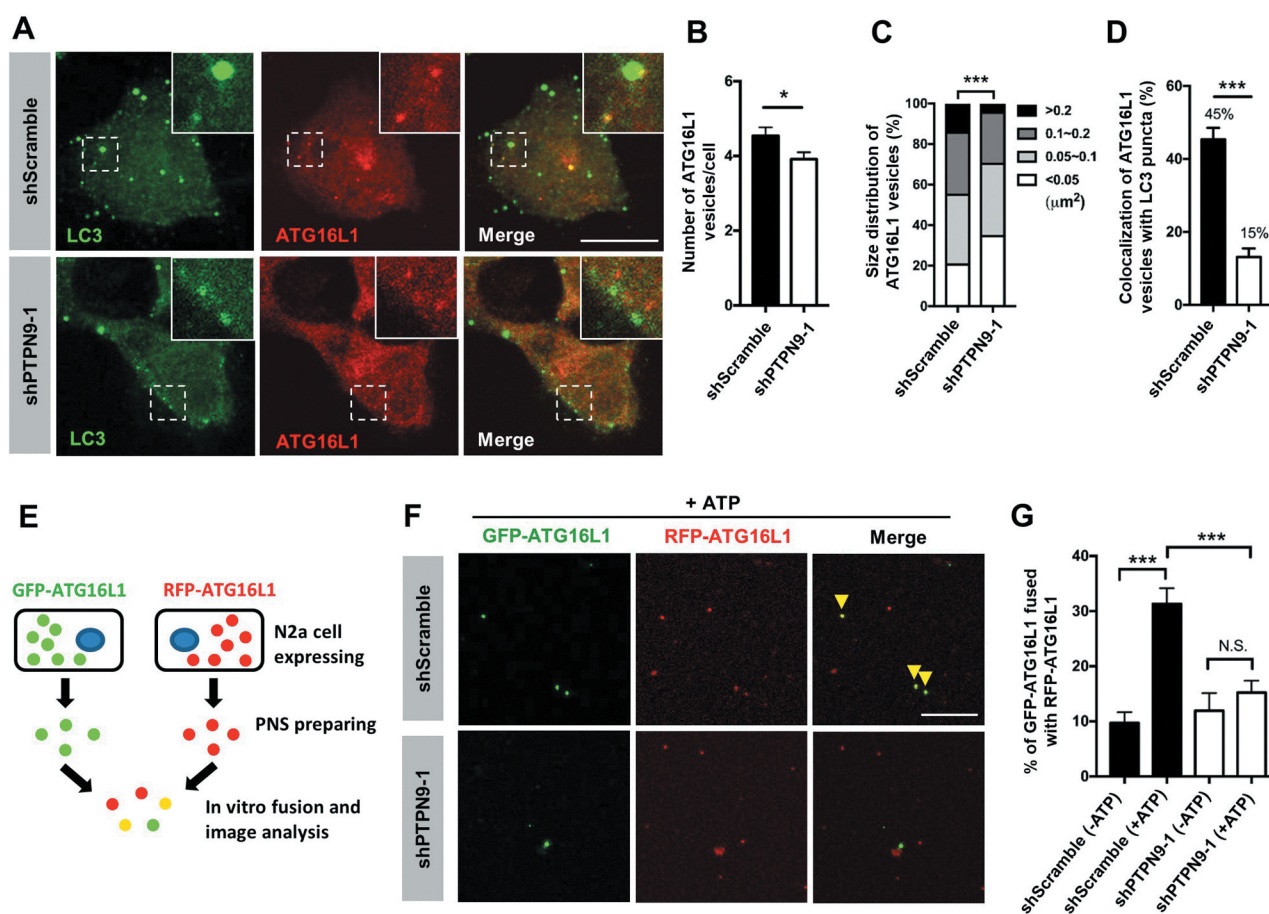 A
shScramble
LC3
ATG16L1
Merge
shPTPN9-1
LC3
ATG16L1
Merge
B
Number of ATG16L1
vesicles/cell
6
4
2
0
*
shScramble
shPTPN9-1
C
Size distribution of
ATG16L1 vesicles (%)
100
80
60
40
20
0
***
>0.2
0.1~0.2
0.05~0.1
<0.05
(μm²)
shScramble
shPTPN9-1
D
Colocalization of ATG16L1
vesicles with LC3 puncta (%)
60
40
20
0
***
45%
15%
shScramble
shPTPN9-1
E
GFP-ATG16L1
RFP-ATG16L1
N2a cell
expressing
PNS preparing
In vitro fusion and
image analysis
F
+ ATP
GFP-ATG16L1
RFP-ATG16L1
Merge
shScramble
shPTPN9-1
G
% of GFP-ATG16L1 fused
with RFP-ATG16L1
40
30
20
10
0
***
***
N.S.
shScramble (-ATP)
shScramble (+ATP)
shPTPN9-1 (-ATP)
shPTPN9-1 (+ATP)